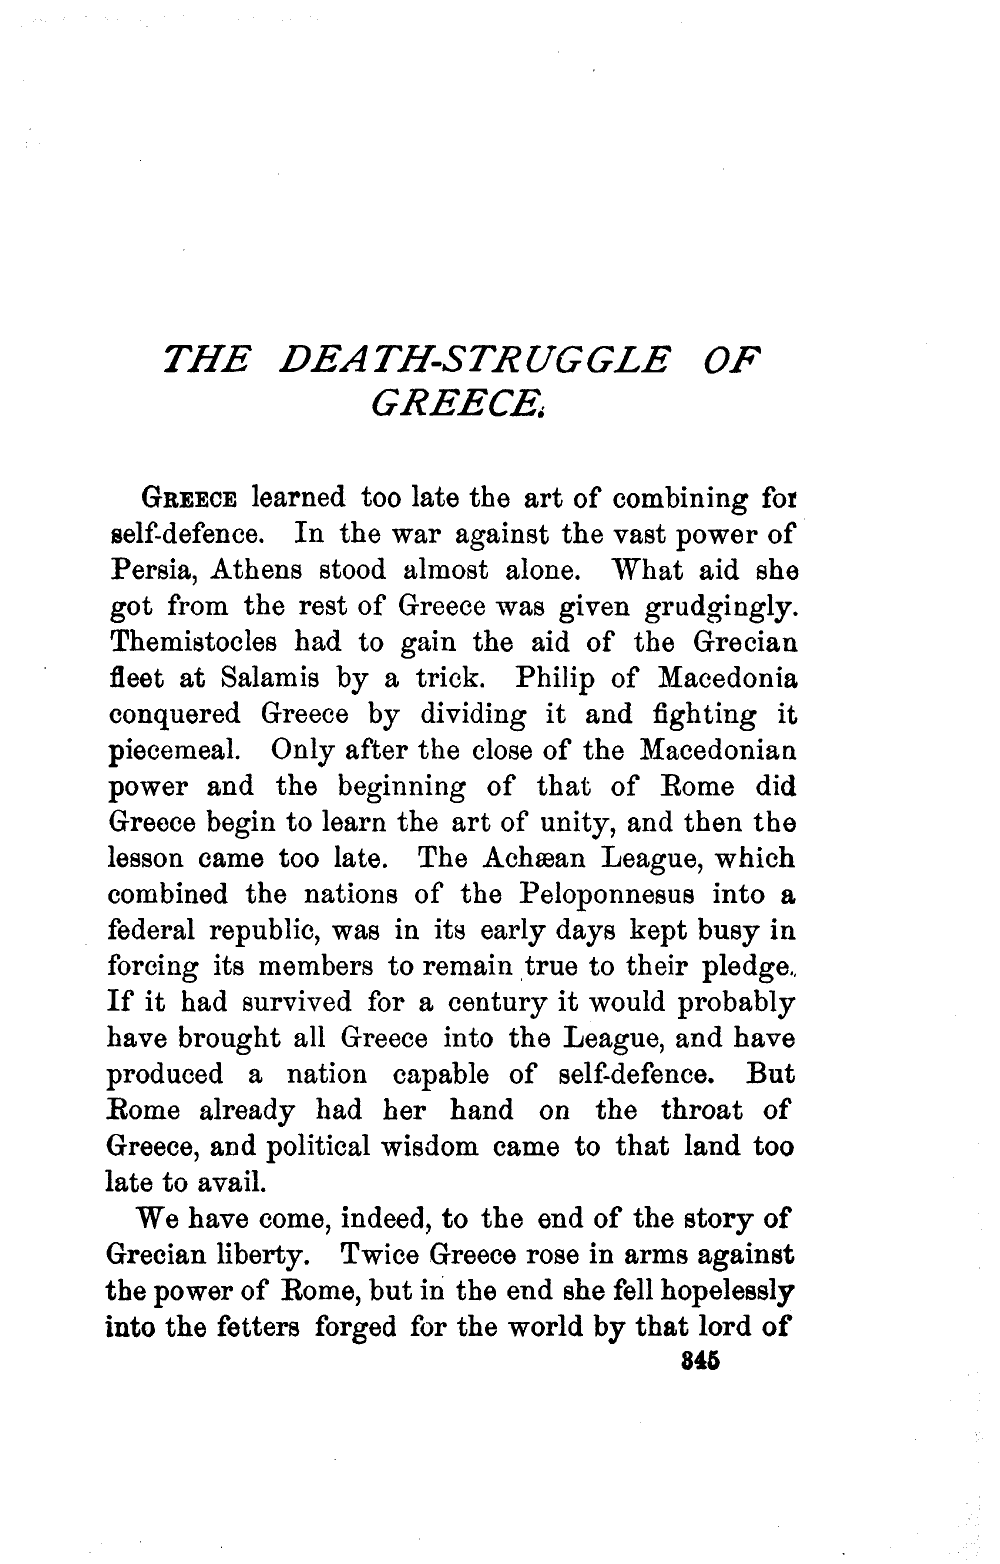 THE DEATH-STRUGGLE OF
GREECE.
GREECE learned too late the art of combining for
self-defence. In the war against the vast power of
Persia, Athens stood almost alone. What aid she
got from the rest of Greece was given grudgingly.
Themistocles had to gain the aid of the Grecian
fleet at Salamis by a trick. Philip of Macedonia
conquered Greece by dividing it and fighting it
piecemeal. Only after the close of the Macedonian
power and the beginning of that of Rome did
Greece begin to learn the art of unity, and then the
lesson came too late. The Achæan League, which
combined the nations of the Peloponnesus into a
federal republic, was in its early days kept busy in
forcing its members to remain true to their pledge.
If it had survived for a century it would probably
have brought all Greece into the League, and have
produced a nation capable of self-defence. But
Rome already had her hand on the throat of
Greece, and political wisdom came to that land too
late to avail.
We have come, indeed, to the end of the story of
Grecian liberty. Twice Greece rose in arms against
the power of Rome, but in the end she fell hopelessly
into the fetters forged for the world by that lord of
345